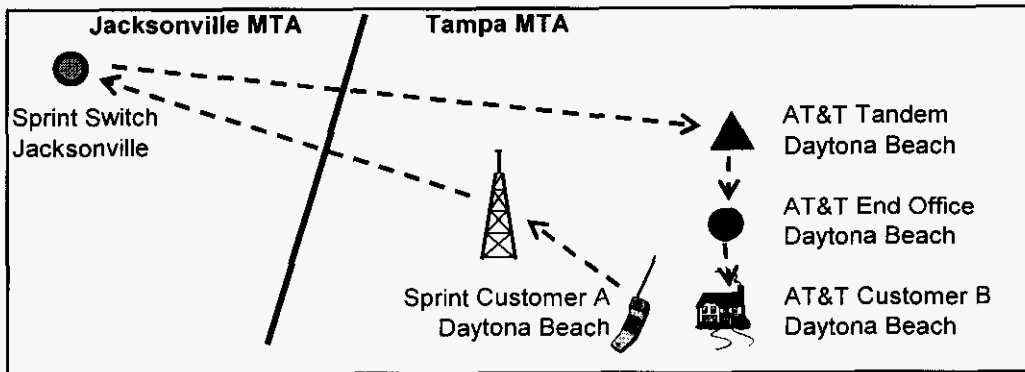 Jacksonville MTA
Tampa MTA
Sprint Switch
Jacksonville
AT&T Tandem
Daytona Beach
AT&T End Office
Daytona Beach
Sprint Customer A
Daytona Beach
AT&T Customer B
Daytona Beach